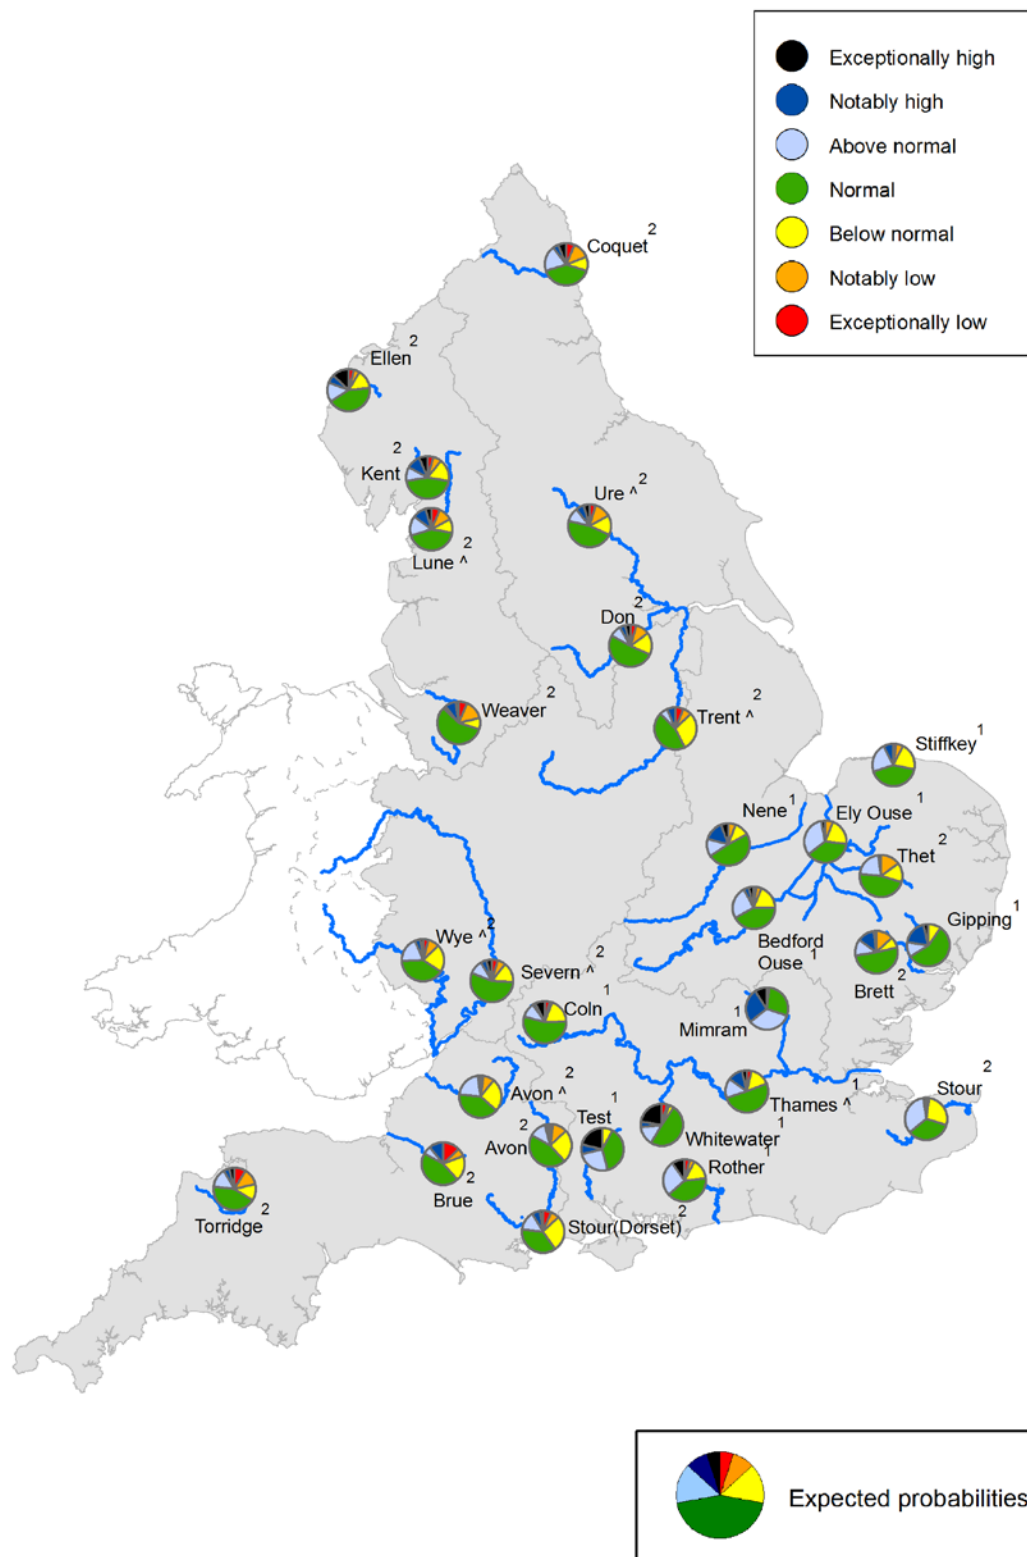 Exceptionally high
Notably high
Above normal
Normal
Below normal
Notably low
Exceptionally low
Coquet 2
Ellen 2
Kent 2
Lune ^ 2
Ure ^ 2
Don 2
Weaver 2
Trent ^ 2
Stiffkey 1
Nene 1
Ely Ouse 1
Thet 2
Gipping 1
Bedford
Ouse 1
Brett 2
Wye ^ 2
Severn ^ 2
Coln 1
Mimram 1
Avon ^ 2
Test 1
Thames ^ 1
Stour 2
Avon 2
Whitewater 1
Rother 1
Brue 2
Torridge 2
Stour(Dorset) 2
Expected probabilities